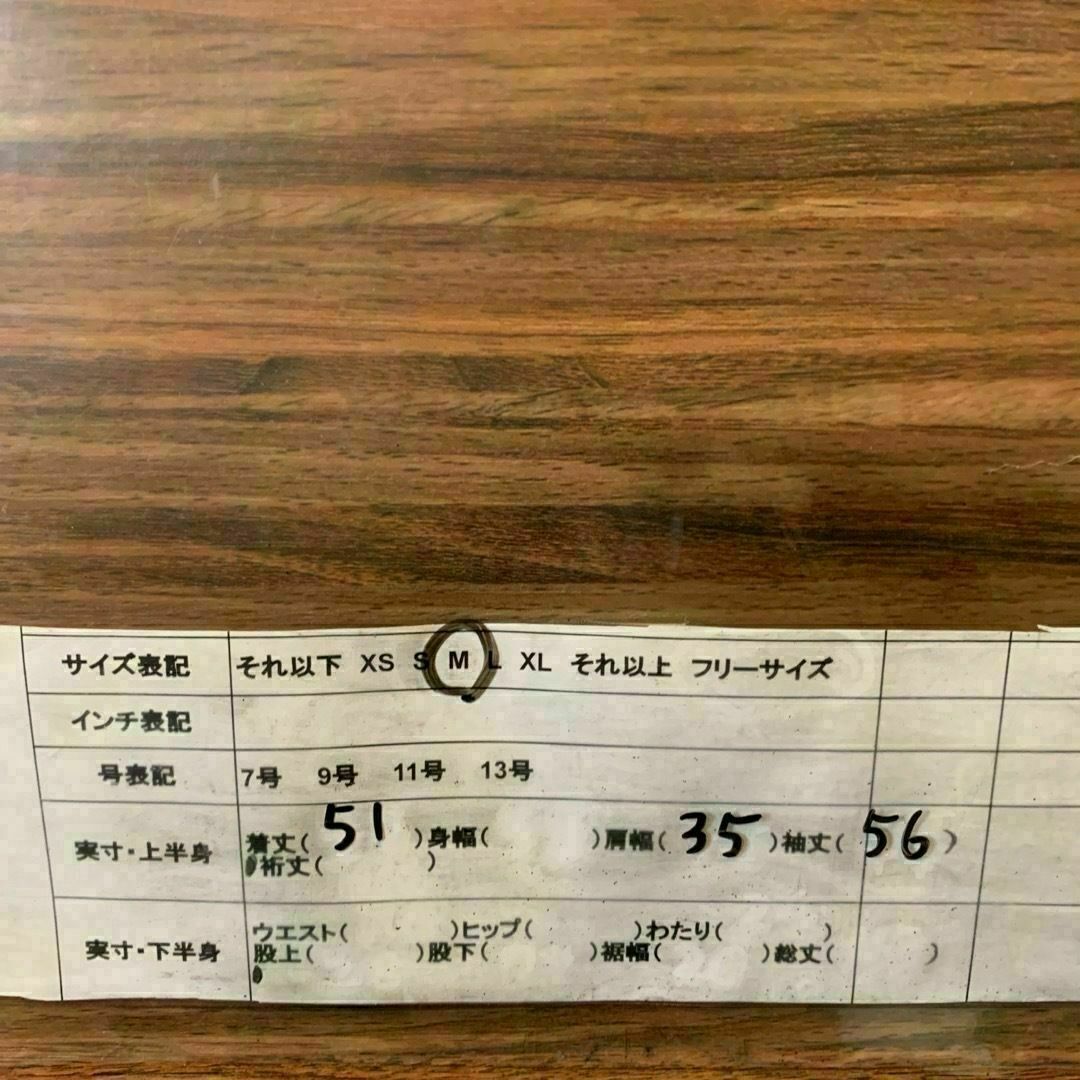 サイズ表記 それ以下 XS S M L XL それ以上 フリーサイズ
インチ表記
号表記 7号 9号 11号 13号
実寸・上半身 着丈( 51 )身幅( )肩幅( 35 )袖丈( 56 )
裄丈( )
実寸・下半身 ウエスト( )ヒップ( )わたり( )
股上( )股下( )裾幅( )総丈( )